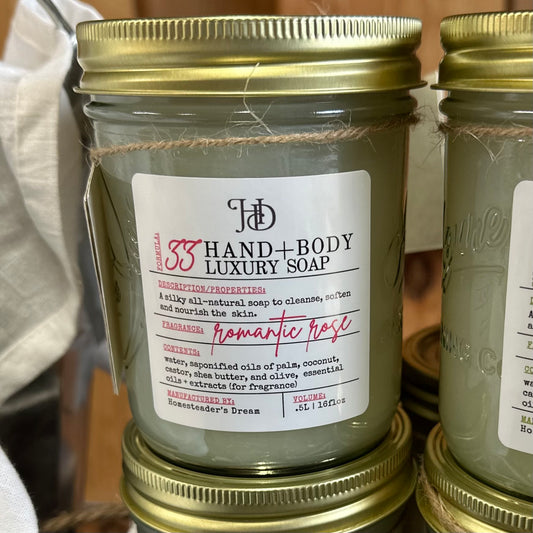 HD
FORMULA: 33 HAND+BODY
LUXURY SOAP
DESCRIPTION/PROPERTIES:
A silky all-natural soap to cleanse, soften
and nourish the skin.
FRAGRANCE: romantic rose
CONTENTS:
water, saponified oils of palm, coconut,
castor, shea butter, and olive, essential
oils + extracts (for fragrance)
MANUFACTURED BY:
Homesteader's Dream
VOLUME:
.5L | 16floz